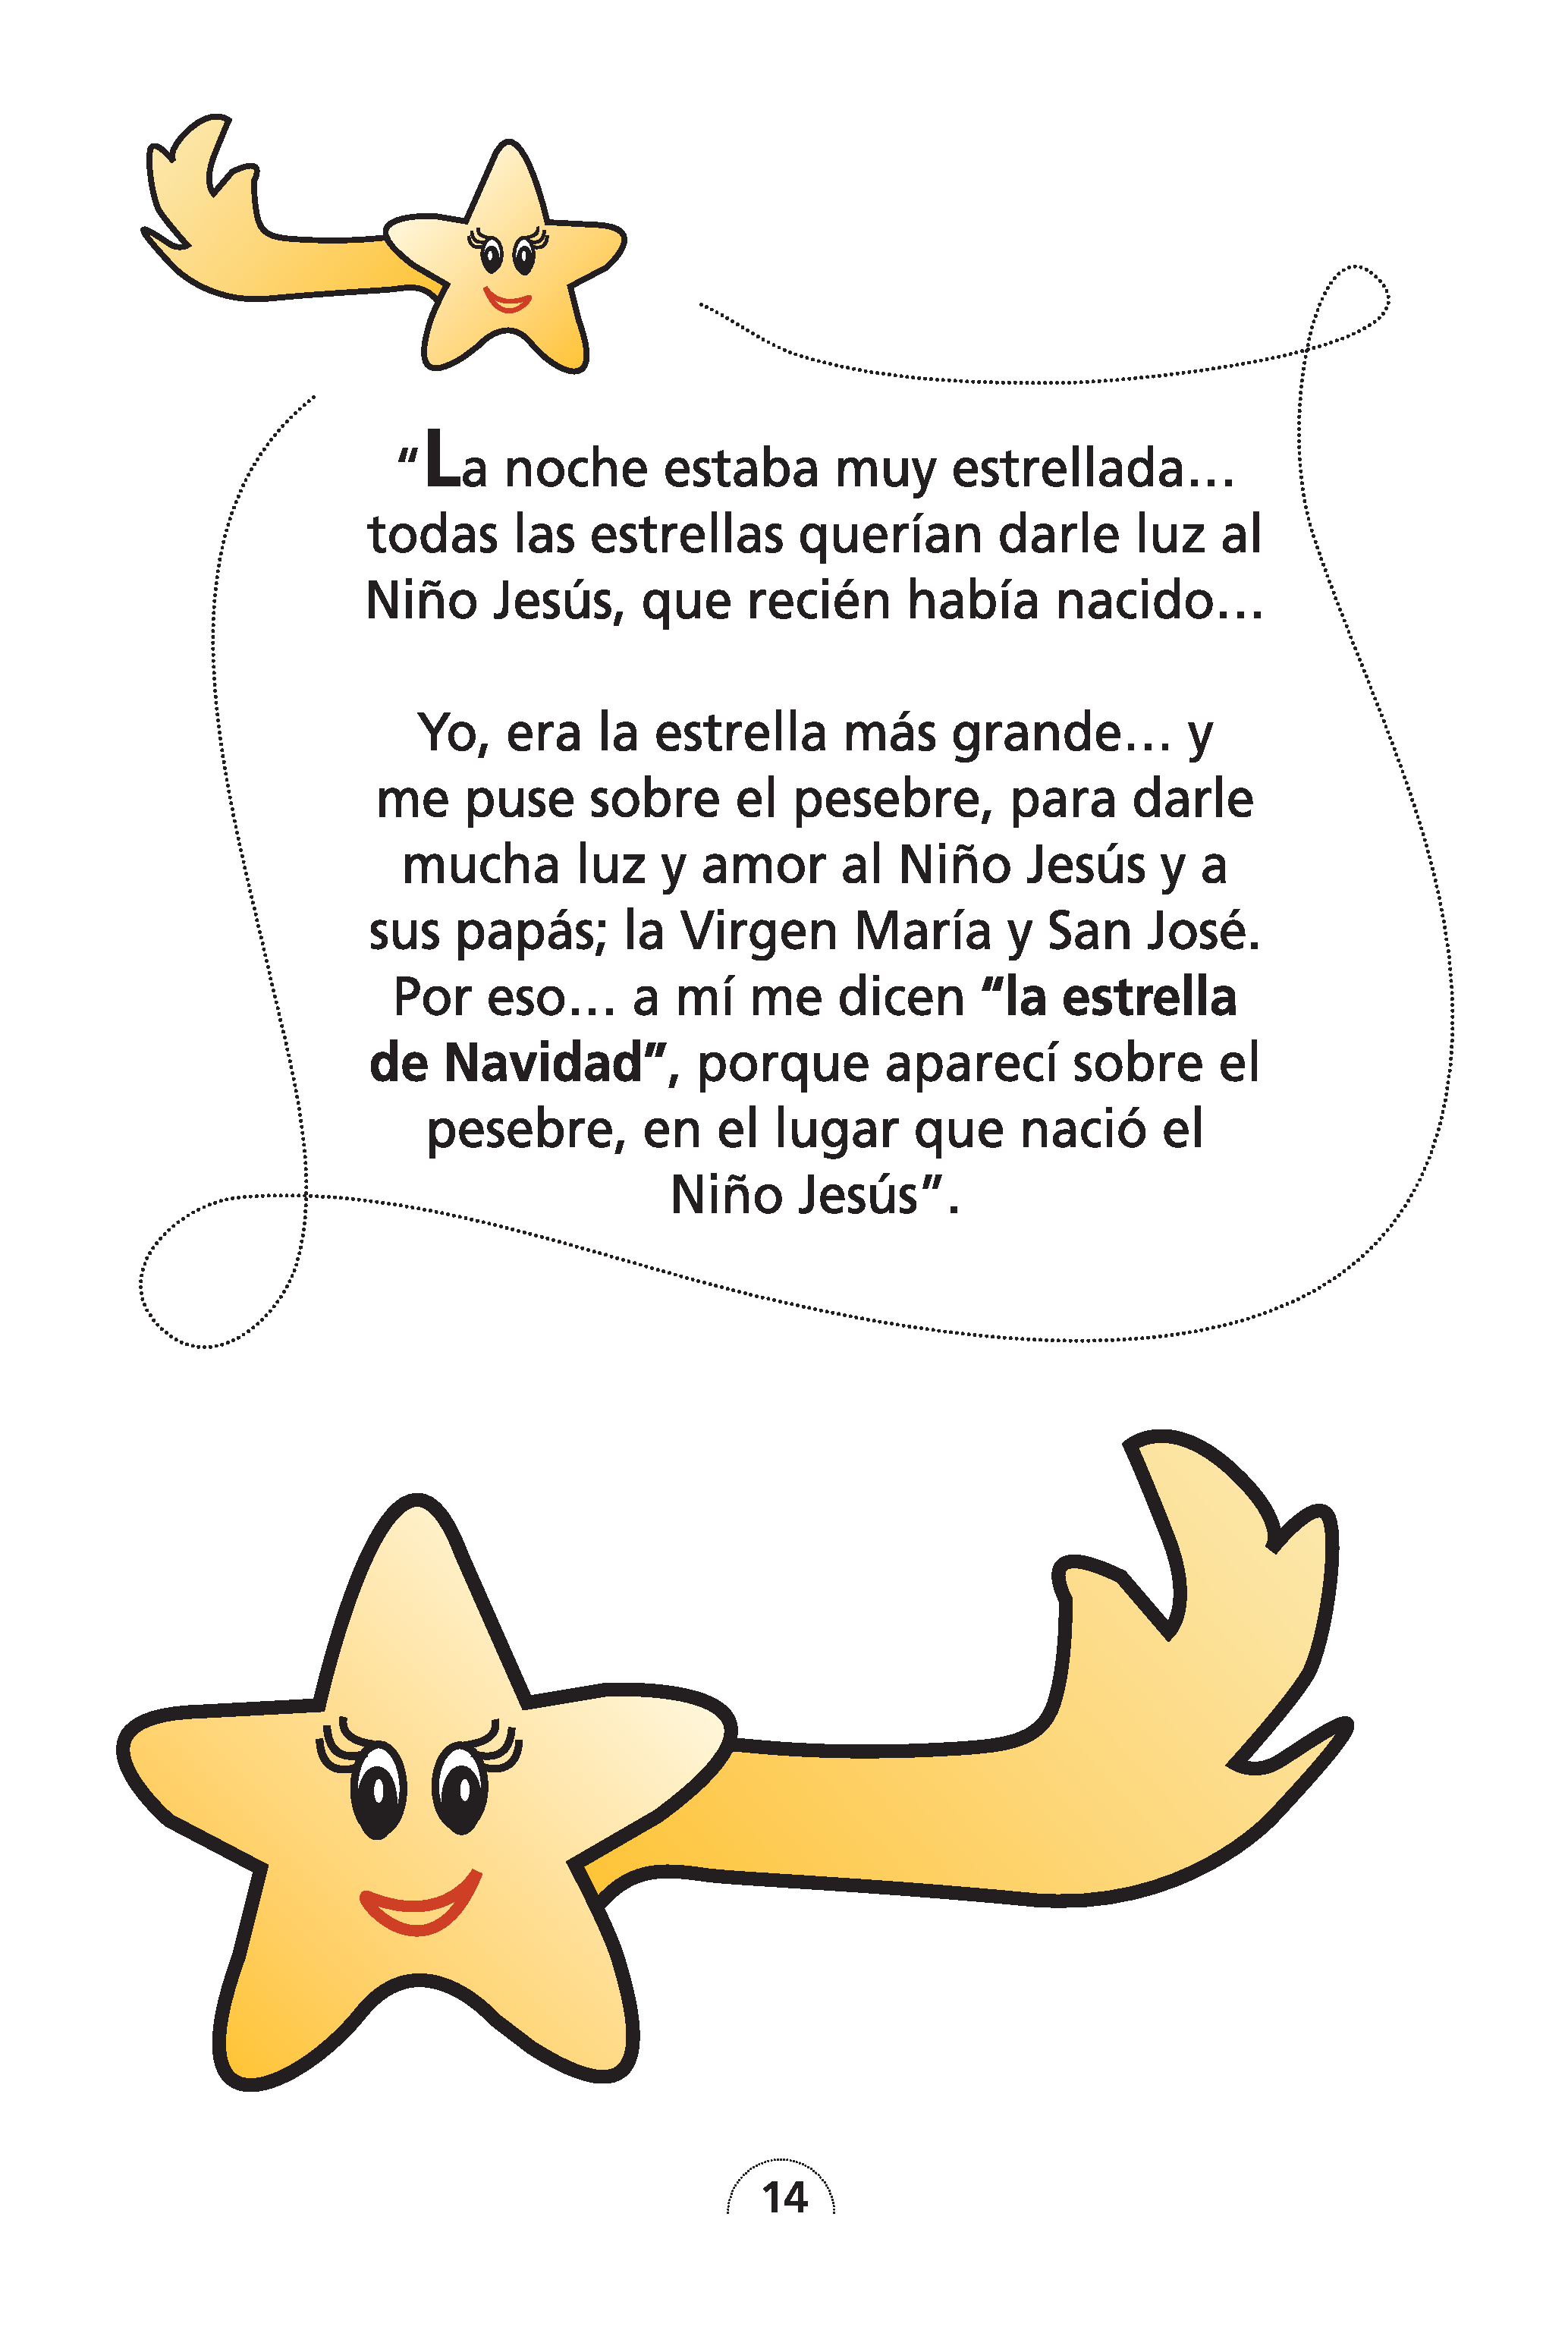 “La noche estaba muy estrellada…
todas las estrellas querían darle luz al
Niño Jesús, que recién había nacido…
Yo, era la estrella más grande… y
me puse sobre el pesebre, para darle
mucha luz y amor al Niño Jesús y a
sus papás; la Virgen María y San José.
Por eso… a mí me dicen “la estrella
de Navidad”, porque aparecí sobre el
pesebre, en el lugar que nació el
Niño Jesús”.
14